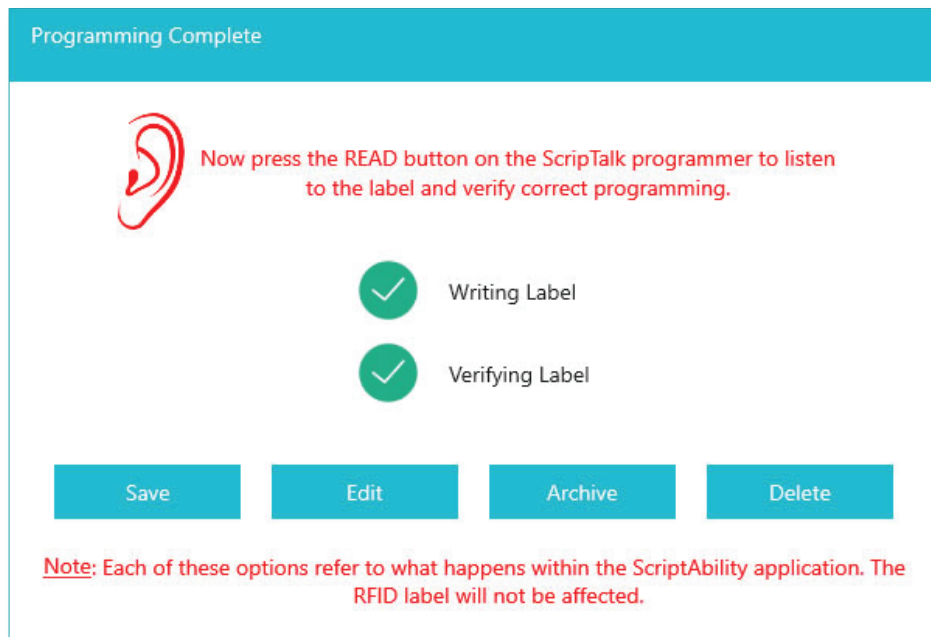 Programming Complete
Now press the READ button on the ScripTalk programmer to listen
to the label and verify correct programming.
Writing Label
Verifying Label
Save Edit Archive Delete
Note: Each of these options refer to what happens within the ScriptAbility application. The
RFID label will not be affected.